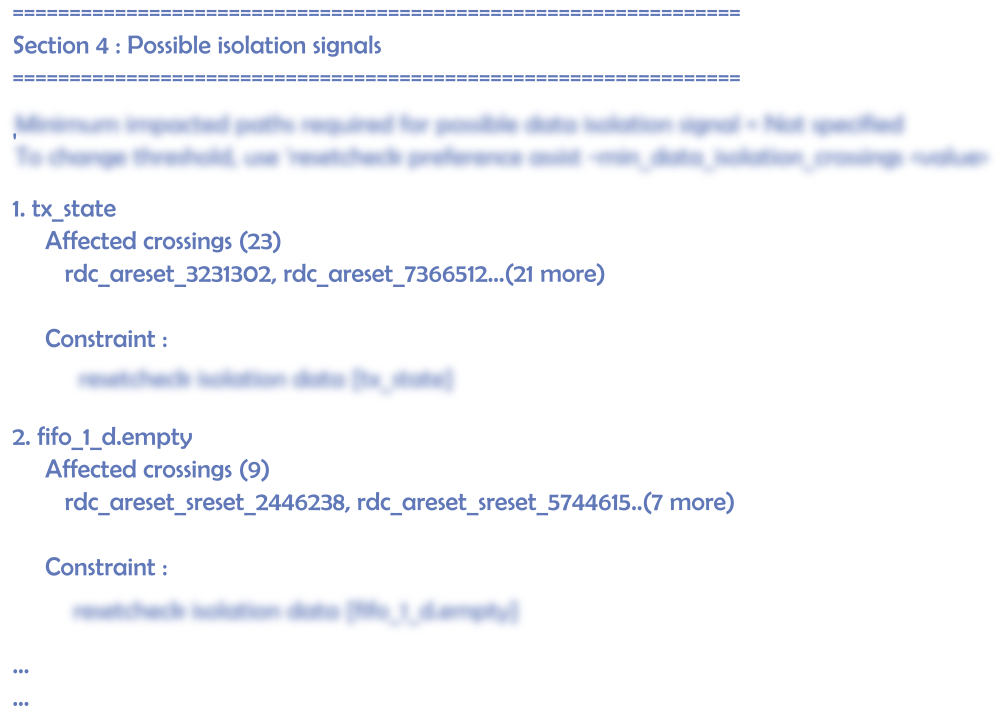 ==================================================================
Section 4 : Possible isolation signals
==================================================================
Minimum impacted paths required for possible data isolation signal = Not specified
To change threshold, use 'resetcheck preference assist -min_data_isolation_crossings <value>
1. tx_state
Affected crossings (23)
rdc_areset_3231302, rdc_areset_7366512...(21 more)
Constraint :
resetcheck isolation data [tx_state]
2. fifo_1_d.empty
Affected crossings (9)
rdc_areset_sreset_2446238, rdc_areset_sreset_5744615..(7 more)
Constraint :
resetcheck isolation data [fifo_1_d.empty]
...
...